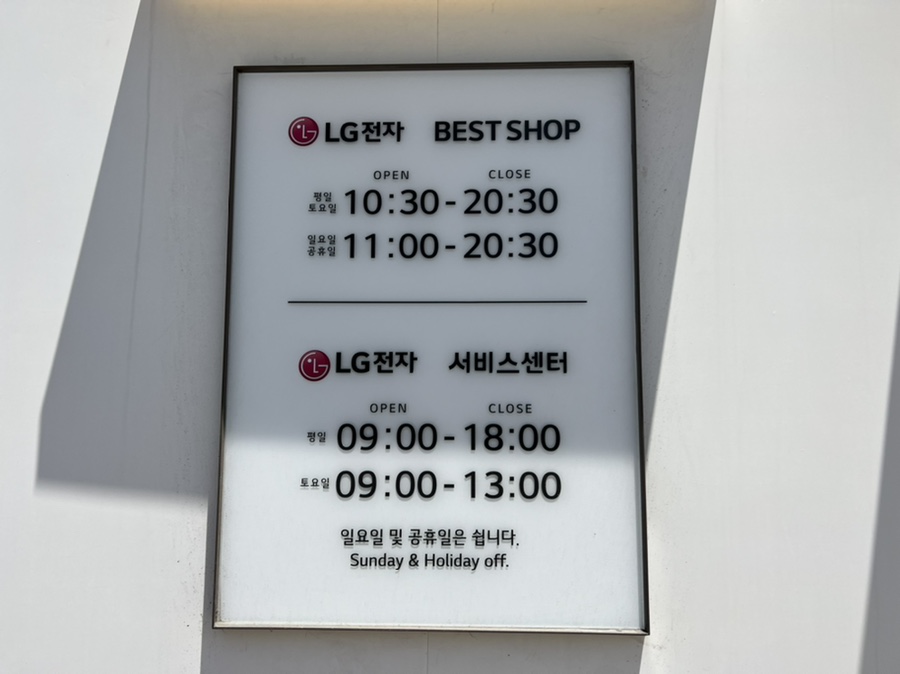 LG전자 BEST SHOP
OPEN CLOSE
평일 토요일 10:30 - 20:30
일요일 공휴일 11:00 - 20:30
LG전자 서비스센터
OPEN CLOSE
평일 09:00 - 18:00
토요일 09:00 - 13:00
일요일 및 공휴일은 쉽니다.
Sunday & Holiday off.